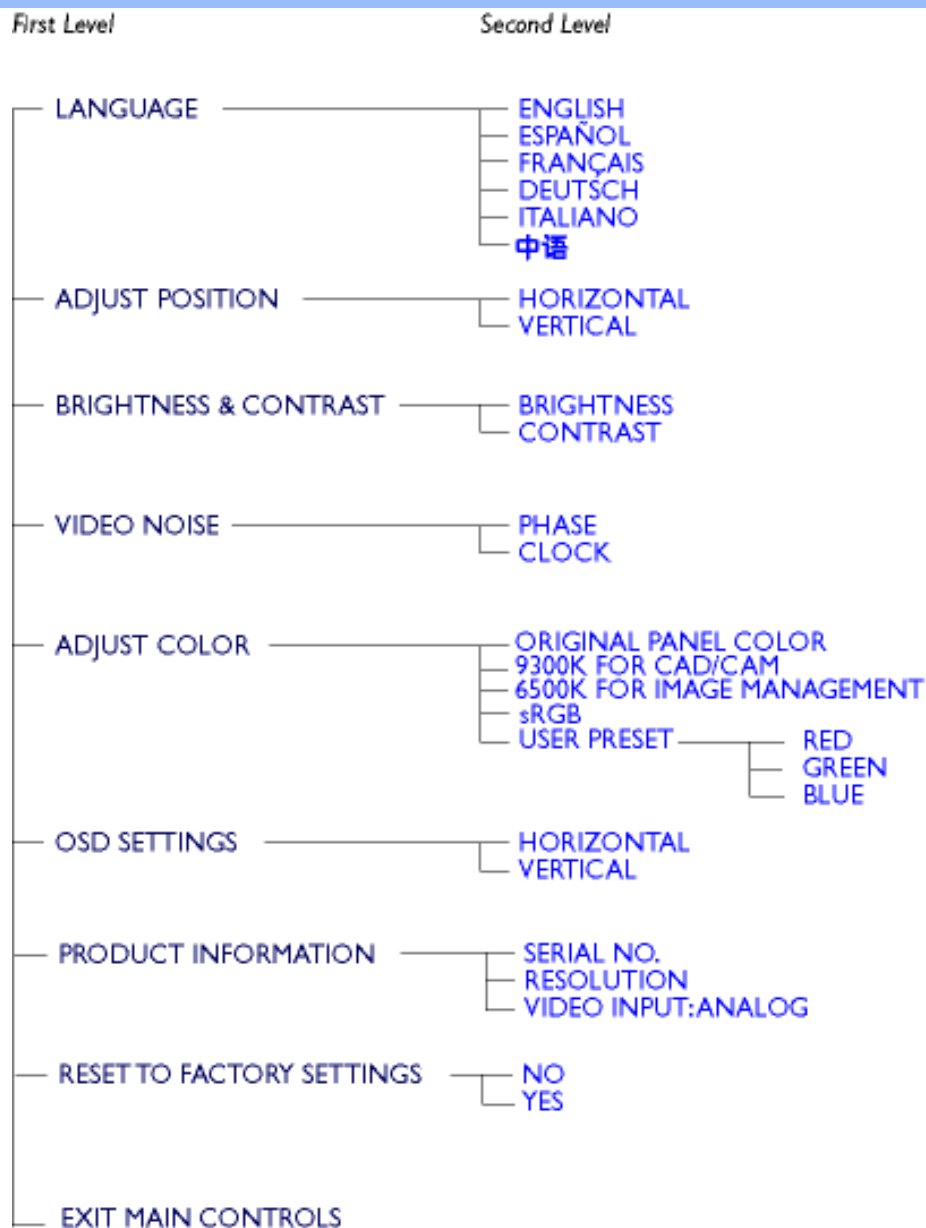 First Level Second Level
LANGUAGE ENGLISH
ESPAÑOL
FRANÇAIS
DEUTSCH
ITALIANO
中语
ADJUST POSITION HORIZONTAL
VERTICAL
BRIGHTNESS & CONTRAST BRIGHTNESS
CONTRAST
VIDEO NOISE PHASE
CLOCK
ADJUST COLOR ORIGINAL PANEL COLOR
9300K FOR CAD/CAM
6500K FOR IMAGE MANAGEMENT
sRGB
USER PRESET RED
GREEN
BLUE
OSD SETTINGS HORIZONTAL
VERTICAL
PRODUCT INFORMATION SERIAL NO.
RESOLUTION
VIDEO INPUT:ANALOG
RESET TO FACTORY SETTINGS NO
YES
EXIT MAIN CONTROLS